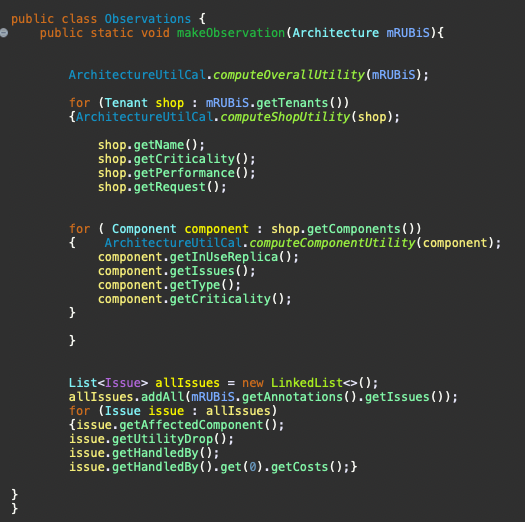 public class Observations {
public static void makeObservation(Architecture mRUBiS){
ArchitectureUtilCal.computeOverallUtility(mRUBiS);
for (Tenant shop : mRUBiS.getTenants())
{ArchitectureUtilCal.computeShopUtility(shop);
shop.getName();
shop.getCriticality();
shop.getPerformance();
shop.getRequest();
for ( Component component : shop.getComponents())
{    ArchitectureUtilCal.computeComponentUtility(component);
component.getInUseReplica();
component.getIssues();
component.getType();
component.getCriticality();
}
}
List<Issue> allIssues = new LinkedList<>();
allIssues.addAll(mRUBiS.getAnnotations().getIssues());
for (Issue issue : allIssues)
{issue.getAffectedComponent();
issue.getUtilityDrop();
issue.getHandledBy();
issue.getHandledBy().get(0).getCosts();}
}
}